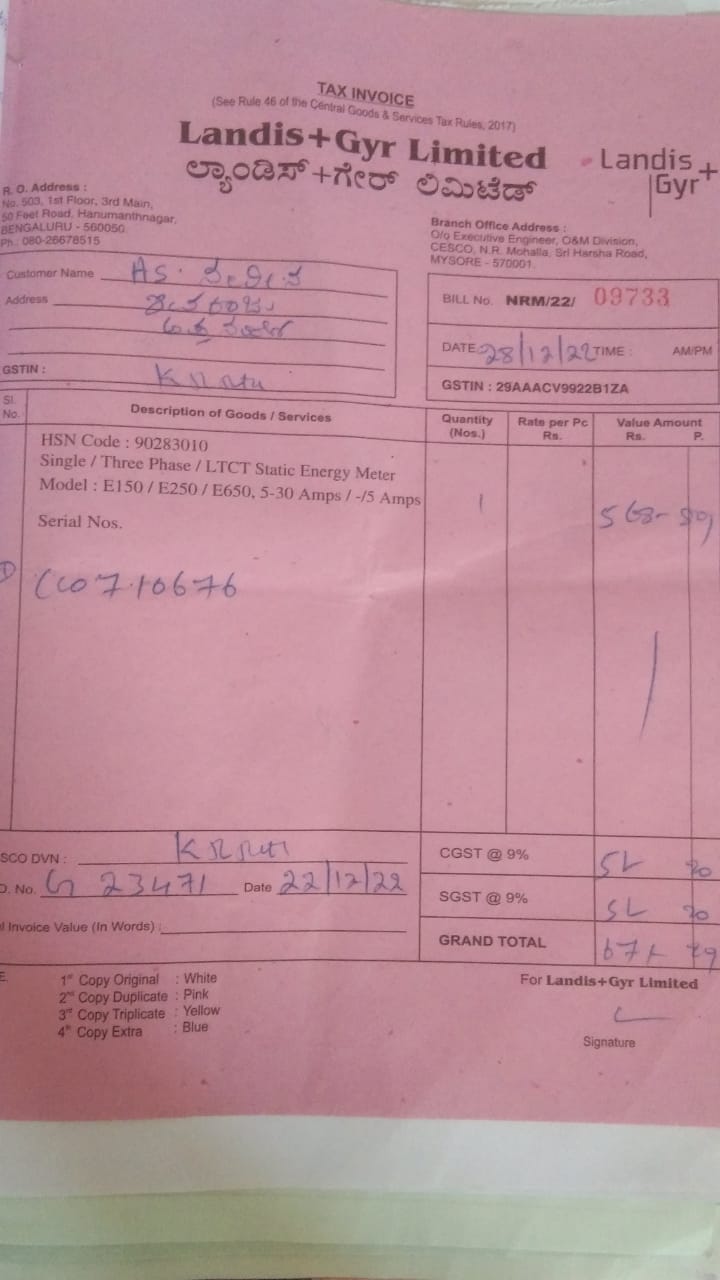 TAX INVOICE
(See Rule 46 of the Central Goods & Services Tax Rules, 2017)
Landis+Gyr Limited
ಲ್ಯಾಂಡಿಸ್+ಗೇರ್ ಲಿಮಿಟೆಡ್
Landis+
Gyr
R. O. Address :
No. 503, 1st Floor, 3rd Main,
50 Feet Road, Hanumanthnagar,
BENGALURU - 560050.
Ph.: 080-26678515
Branch Office Address :
O/o Executive Engineer, O&M Division,
CESCO, N.R. Mohalla, Sri Harsha Road,
MYSORE - 570001.
Customer Name
Address
GSTIN :
BILL No. NRM/22/ 09733
DATE 28/12/22 TIME : AM/PM
GSTIN : 29AAACV9922B1ZA
Sl. No. Description of Goods / Services Quantity (Nos.) Rate per Pc Rs. Value Amount Rs. P.
HSN Code : 90283010
Single / Three Phase / LTCT Static Energy Meter
Model : E150 / E250 / E650, 5-30 Amps / -/5 Amps
1
Serial Nos.
SCO DVN :
D. No. G 23471 Date 22/12/22
l Invoice Value (In Words) :
CGST @ 9%
SGST @ 9%
GRAND TOTAL
E. 1st Copy Original : White
2nd Copy Duplicate : Pink
3rd Copy Triplicate : Yellow
4th Copy Extra : Blue
For Landis+Gyr Limited
Signature